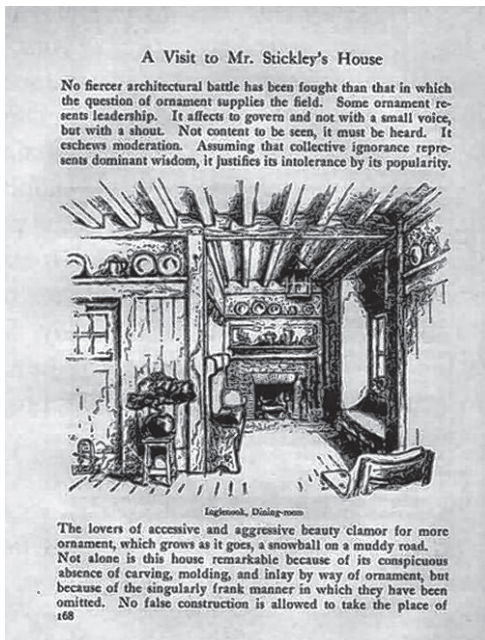 A Visit to Mr. Stickley's House
No fiercer architectural battle has been fought than that in which
the question of ornament supplies the field. Some ornament re-
sents leadership. It affects to govern and not with a small voice,
but with a shout. Not content to be seen, it must be heard. It
eschews moderation. Assuming that collective ignorance repre-
sents dominant wisdom, it justifies its intolerance by its popularity.
Inglenook, Dining-room
The lovers of accessive and aggressive beauty clamor for more
ornament, which grows as it goes, a snowball on a muddy road.
Not alone is this house remarkable because of its conspicuous
absence of carving, molding, and inlay by way of ornament, but
because of the singularly frank manner in which they have been
omitted. No false construction is allowed to take the place of
168